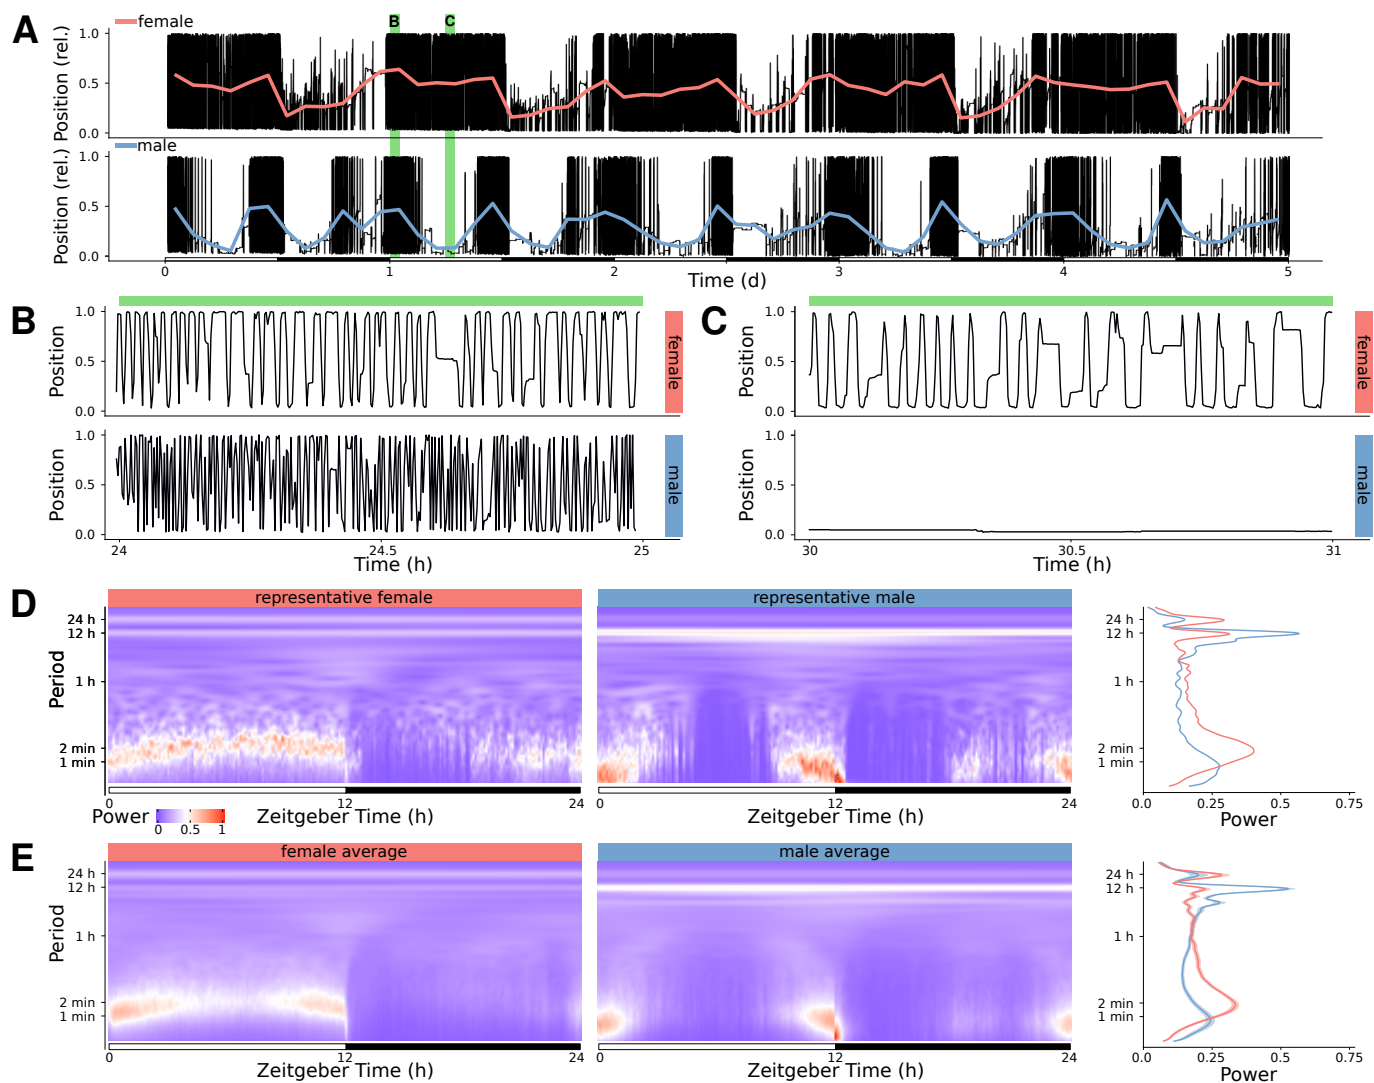 A
female
B
C
Position (rel.)
1.0
0.5
0.0
male
Position (rel.)
1.0
0.5
0.0
0 1 2 3 4 5
Time (d)
B
Position
1.0
0.5
0.0
female
Position
1.0
0.5
0.0
male
24 24.5 25
Time (h)
C
Position
1.0
0.5
0.0
female
Position
1.0
0.5
0.0
male
30 30.5 31
Time (h)
D
representative female
representative male
Period
24 h
12 h
1 h
2 min
1 min
0 12 24
Zeitgeber Time (h)
0 12 24
Zeitgeber Time (h)
Power
0 0.5 1
24 h
12 h
1 h
2 min
1 min
0.0 0.25 0.5 0.75
Power
E
female average
male average
Period
24 h
12 h
1 h
2 min
1 min
0 12 24
Zeitgeber Time (h)
0 12 24
Zeitgeber Time (h)
24 h
12 h
1 h
2 min
1 min
0.0 0.25 0.5 0.75
Power